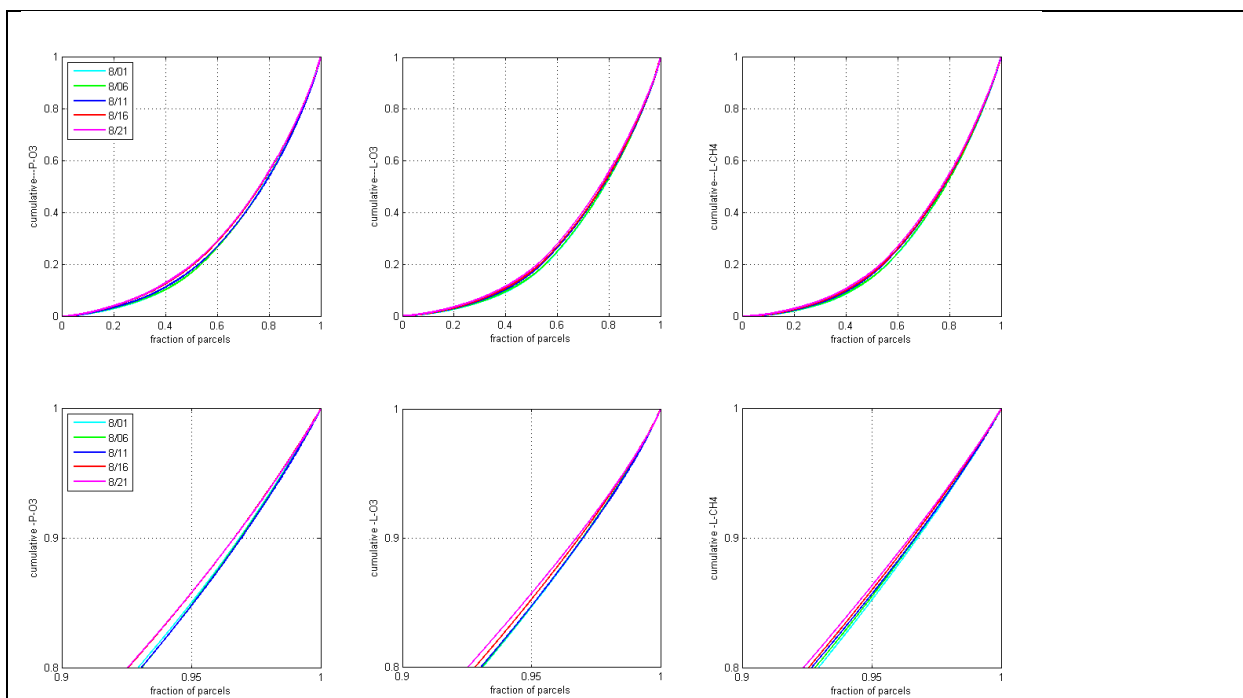 1
0.8
0.6
0.4
0.2
0
cumulative---P-O3
8/01
8/06
8/11
8/16
8/21
0 0.2 0.4 0.6 0.8 1
fraction of parcels
1
0.8
0.6
0.4
0.2
0
cumulative---L-O3
0 0.2 0.4 0.6 0.8 1
fraction of parcels
1
0.8
0.6
0.4
0.2
0
cumulative---L-CH4
0 0.2 0.4 0.6 0.8 1
fraction of parcels
1
0.9
0.8
cumulative -P-O3
8/01
8/06
8/11
8/16
8/21
0.9 0.95 1
fraction of parcels
1
0.9
0.8
cumulative -L-O3
0.9 0.95 1
fraction of parcels
1
0.9
0.8
cumulative -L-CH4
0.9 0.95 1
fraction of parcels